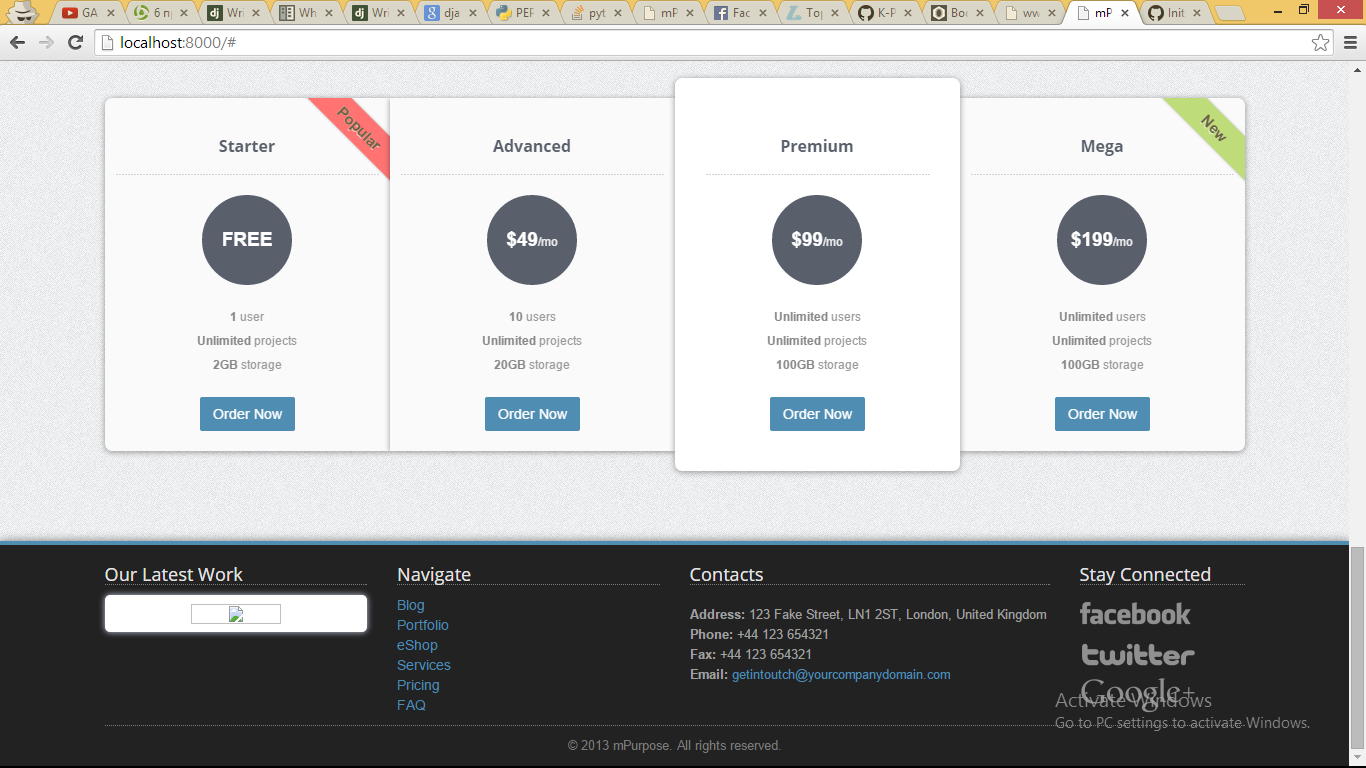 GA
6 п
Wri
Wh
Wri
dja
PEP
pyt
mP
Fac
Top
K-P
Boo
ww
mP
Init
localhost:8000/#
Popular
New
Starter
Advanced
Premium
Mega
FREE
$49/mo
$99/mo
$199/mo
1 user
10 users
Unlimited users
Unlimited users
Unlimited projects
Unlimited projects
Unlimited projects
Unlimited projects
2GB storage
20GB storage
100GB storage
100GB storage
Order Now
Order Now
Order Now
Order Now
Our Latest Work
Navigate
Blog
Portfolio
eShop
Services
Pricing
FAQ
Contacts
Address: 123 Fake Street, LN1 2ST, London, United Kingdom
Phone: +44 123 654321
Fax: +44 123 654321
Email: getintoutch@yourcompanydomain.com
Stay Connected
facebook
twitter
Google+
Activate Windows
Go to PC settings to activate Windows.
© 2013 mPurpose. All rights reserved.